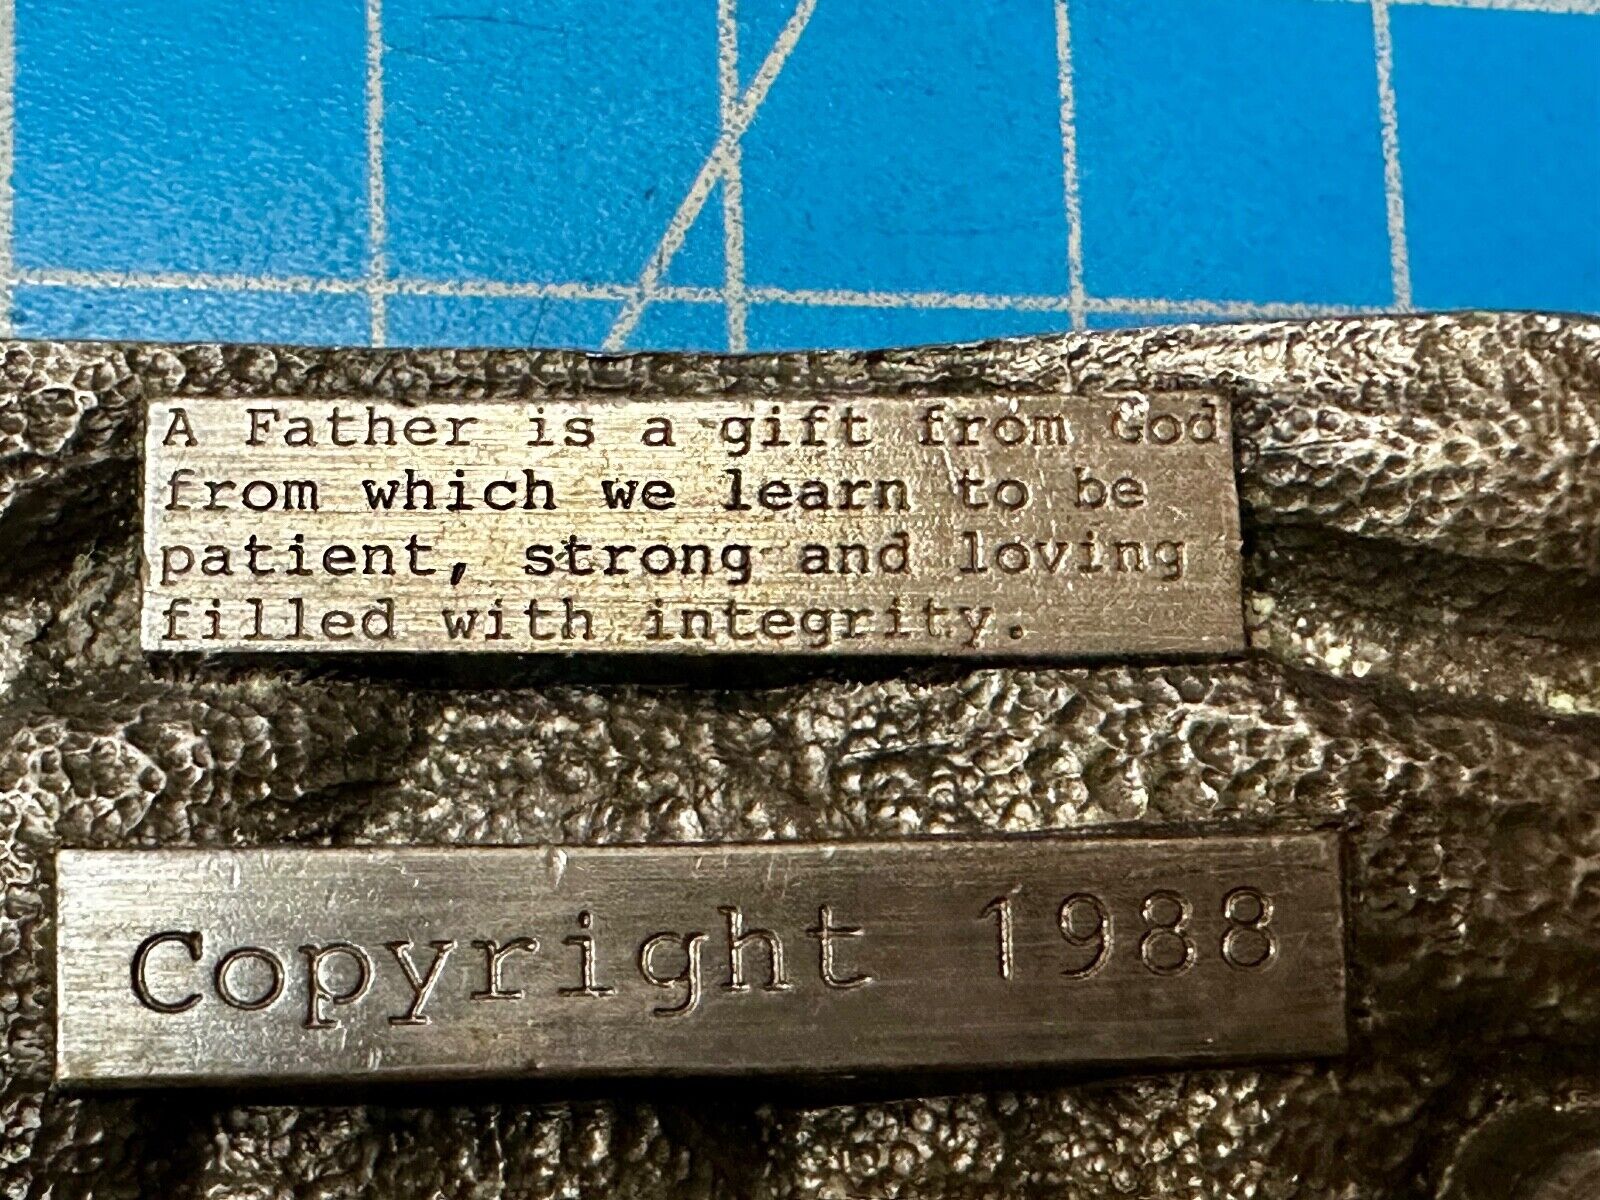 A Father is a gift from God
from which we learn to be
patient, strong and loving
filled with integrity.
Copyright 1988